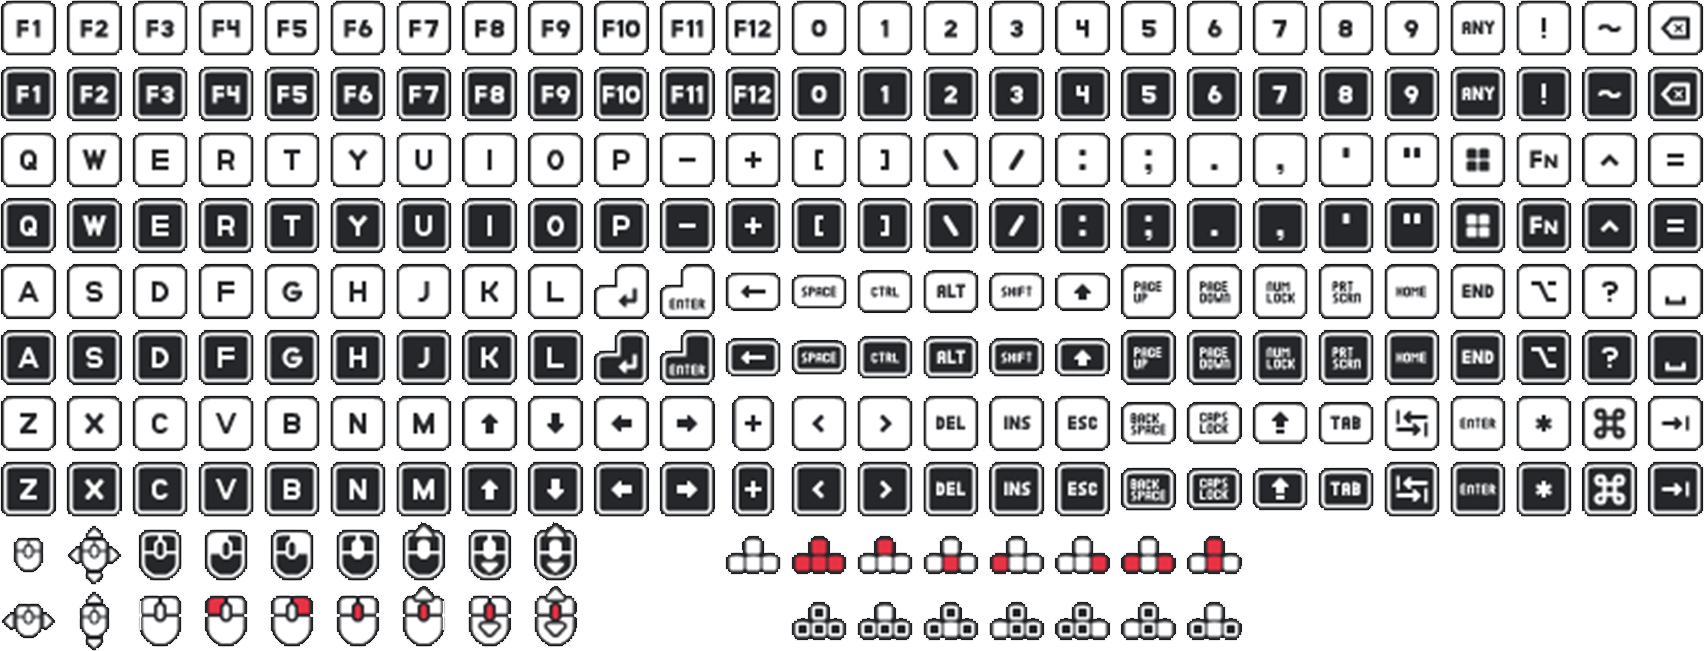 F1 F2 F3 F4 F5 F6 F7 F8 F9 F10 F11 F12 0 1 2 3 4 5 6 7 8 9 ANY ! ~ ⌫
F1 F2 F3 F4 F5 F6 F7 F8 F9 F10 F11 F12 0 1 2 3 4 5 6 7 8 9 ANY ! ~ ⌫
Q W E R T Y U I O P - + [ ] \ / : ; . , ' " FN ^ =
Q W E R T Y U I O P - + [ ] \ / : ; . , ' " FN ^ =
A S D F G H J K L ↵ ENTER ← SPACE CTRL ALT SHIFT ⬆ PAGE UP PAGE DOWN NUM LOCK PRT SCRN HOME END ⌥ ? ⎵
A S D F G H J K L ↵ ENTER ← SPACE CTRL ALT SHIFT ⬆ PAGE UP PAGE DOWN NUM LOCK PRT SCRN HOME END ⌥ ? ⎵
Z X C V B N M ⬆ ⬇ ⬅ ➡ + < > DEL INS ESC BACK SPACE CAPS LOCK ⇪ TAB ↹ ENTER * ⌘ ⇥
Z X C V B N M ⬆ ⬇ ⬅ ➡ + < > DEL INS ESC BACK SPACE CAPS LOCK ⇪ TAB ↹ ENTER * ⌘ ⇥